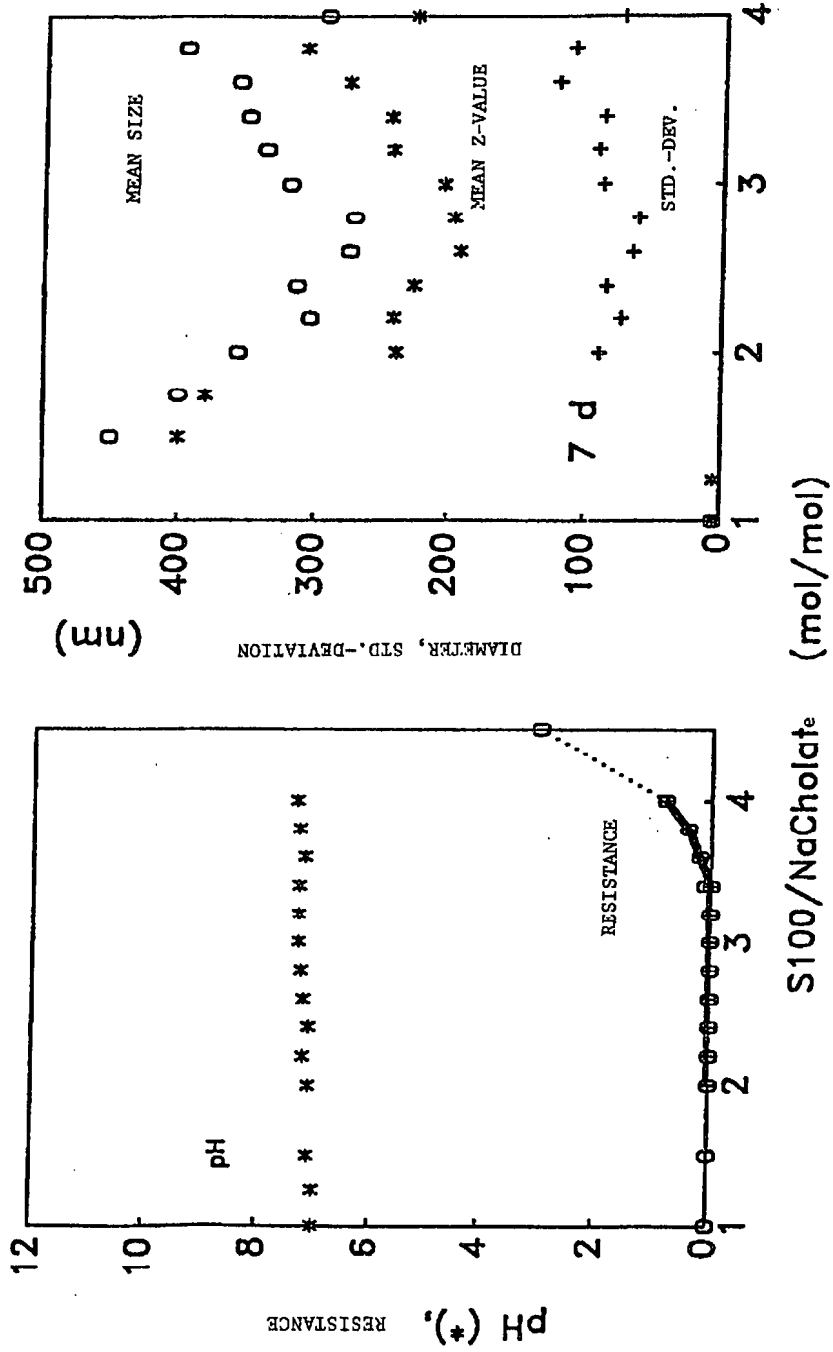 12
10
8
6
4
2
0
pH (*), RESISTANCE
pH
RESISTANCE
1
2
3
4
500
400
300
200
100
0
(nm)
DIAMETER, STD.-DEVIATION
MEAN SIZE
MEAN Z-VALUE
STD.-DEV.
7 d
1
2
3
4
S100/NaCholate (mol/mol)